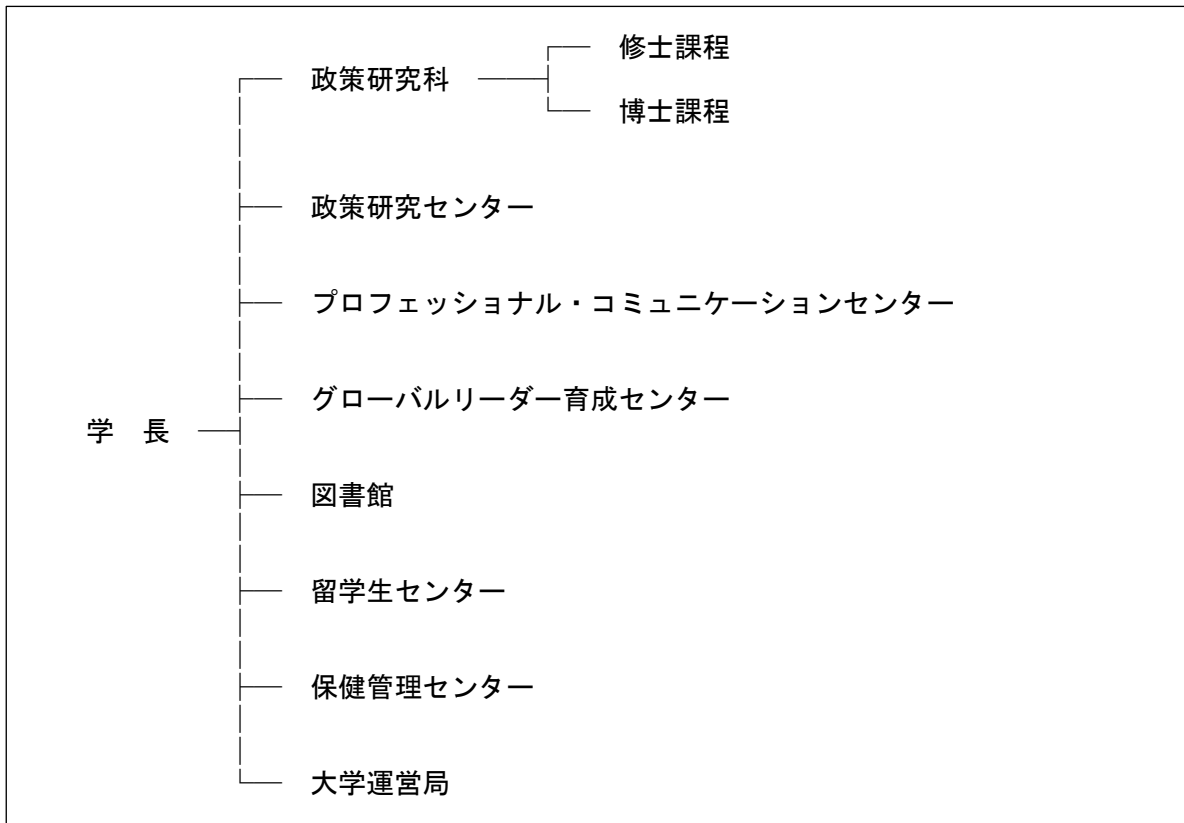 修士課程
政策研究科
博士課程
政策研究センター
プロフェッショナル・コミュニケーションセンター
グローバルリーダー育成センター
学　長
図書館
留学生センター
保健管理センター
大学運営局